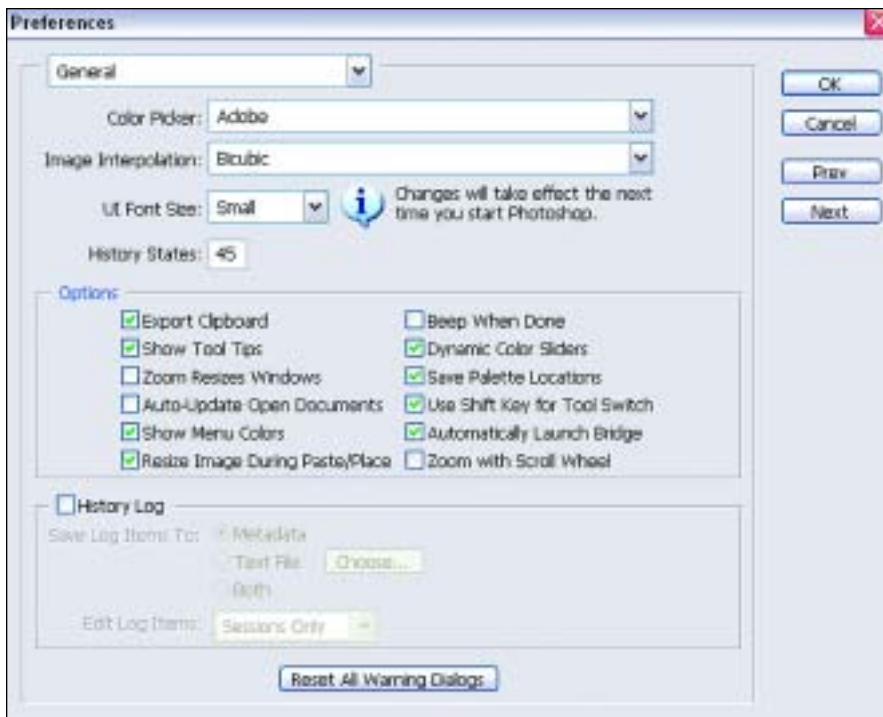 Preferences
General
OK
Color Picker: Adobe
Cancel
Image Interpolation: Bicubic
Prev
UI Font Size: Small
Changes will take effect the next
time you start Photoshop.
Next
History States: 45
Options
Export Clipboard
Beep When Done
Show Tool Tips
Dynamic Color Sliders
Zoom Resizes Windows
Save Palette Locations
Auto-Update Open Documents
Use Shift Key for Tool Switch
Show Menu Colors
Automatically Launch Bridge
Resize Image During Paste/Place
Zoom with Scroll Wheel
History Log
Save Log Items To: Metadata
Text File Choose...
Both
Edit Log Items: Sessions Only
Reset All Warning Dialogs